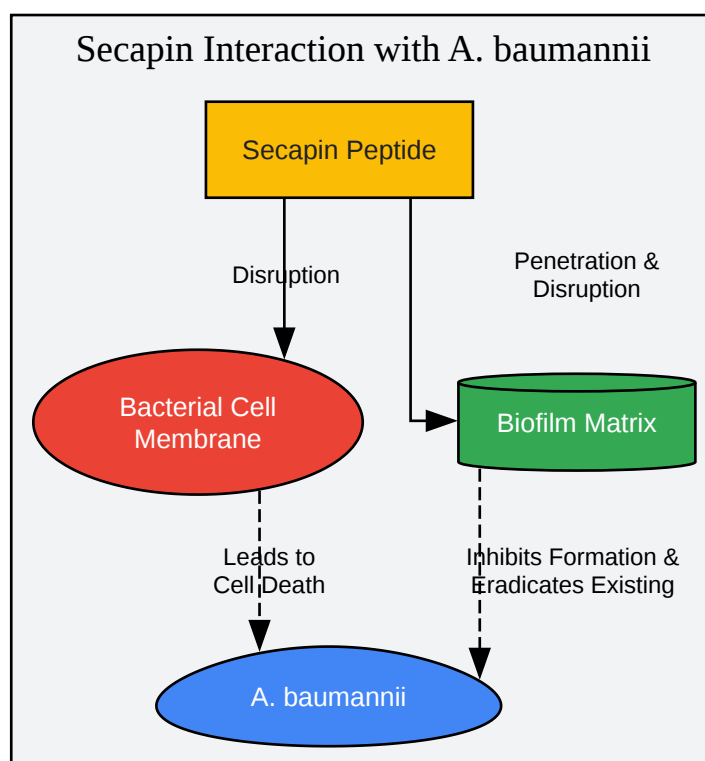 Secapin Interaction with A. baumannii
Secapin Peptide
Disruption
Penetration &
Disruption
Bacterial Cell
Membrane
Biofilm Matrix
Leads to
Cell Death
Inhibits Formation &
Eradicates Existing
A. baumannii